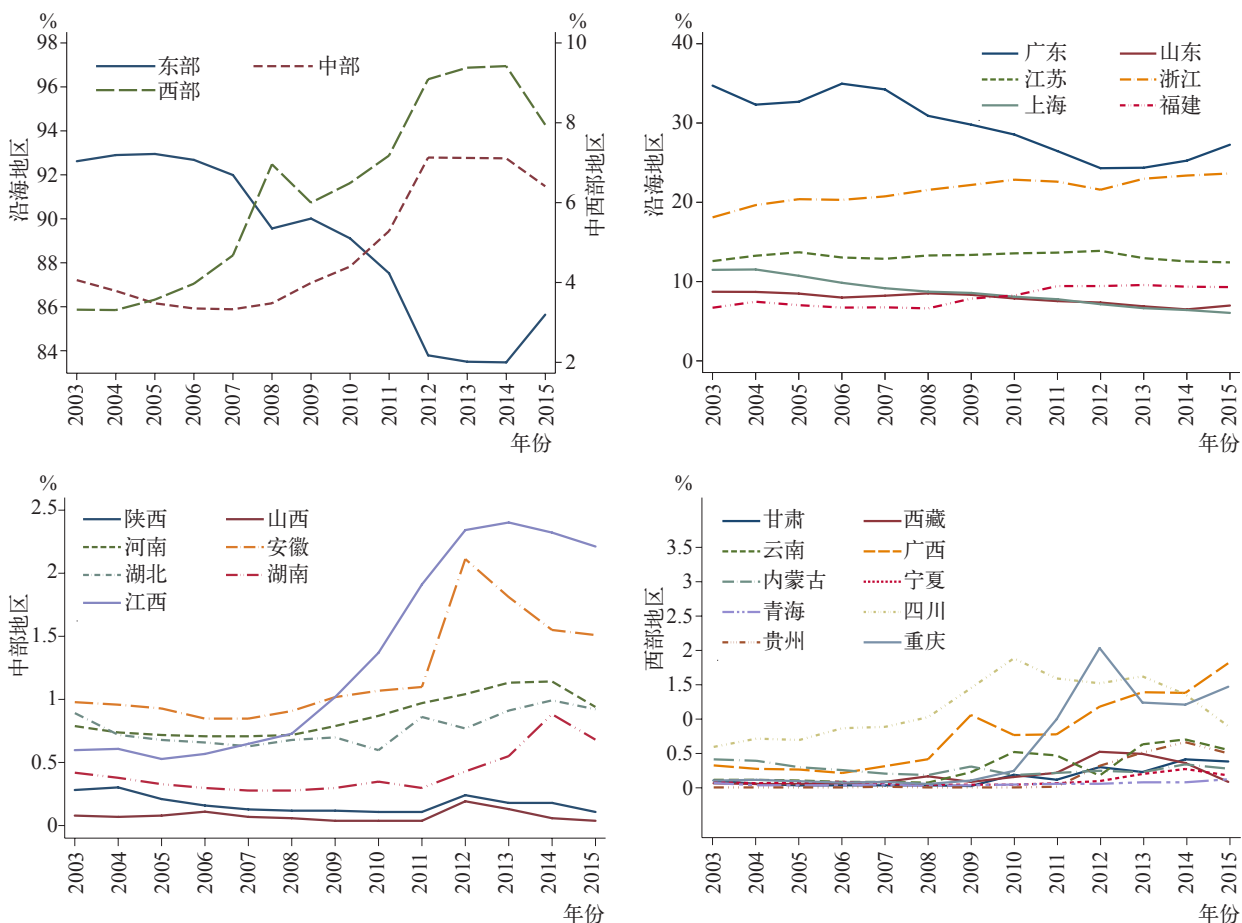 %
%
98
96
94
92
90
88
86
84
10
8
6
4
2
东部
中部
西部
沿海地区
中西部地区
2003
2004
2005
2006
2007
2008
2009
2010
2011
2012
2013
2014
2015
年份
%
40
30
20
10
0
广东
山东
江苏
浙江
上海
福建
沿海地区
2003
2004
2005
2006
2007
2008
2009
2010
2011
2012
2013
2014
2015
年份
%
2.5
2
1.5
1
0.5
0
陕西
山西
河南
安徽
湖北
湖南
江西
中部地区
2003
2004
2005
2006
2007
2008
2009
2010
2011
2012
2013
2014
2015
年份
%
3.5
3
2.5
2
1.5
0
0.5
0
甘肃
西藏
云南
广西
内蒙古
宁夏
青海
四川
贵州
重庆
西部地区
2003
2004
2005
2006
2007
2008
2009
2010
2011
2012
2013
2014
2015
年份